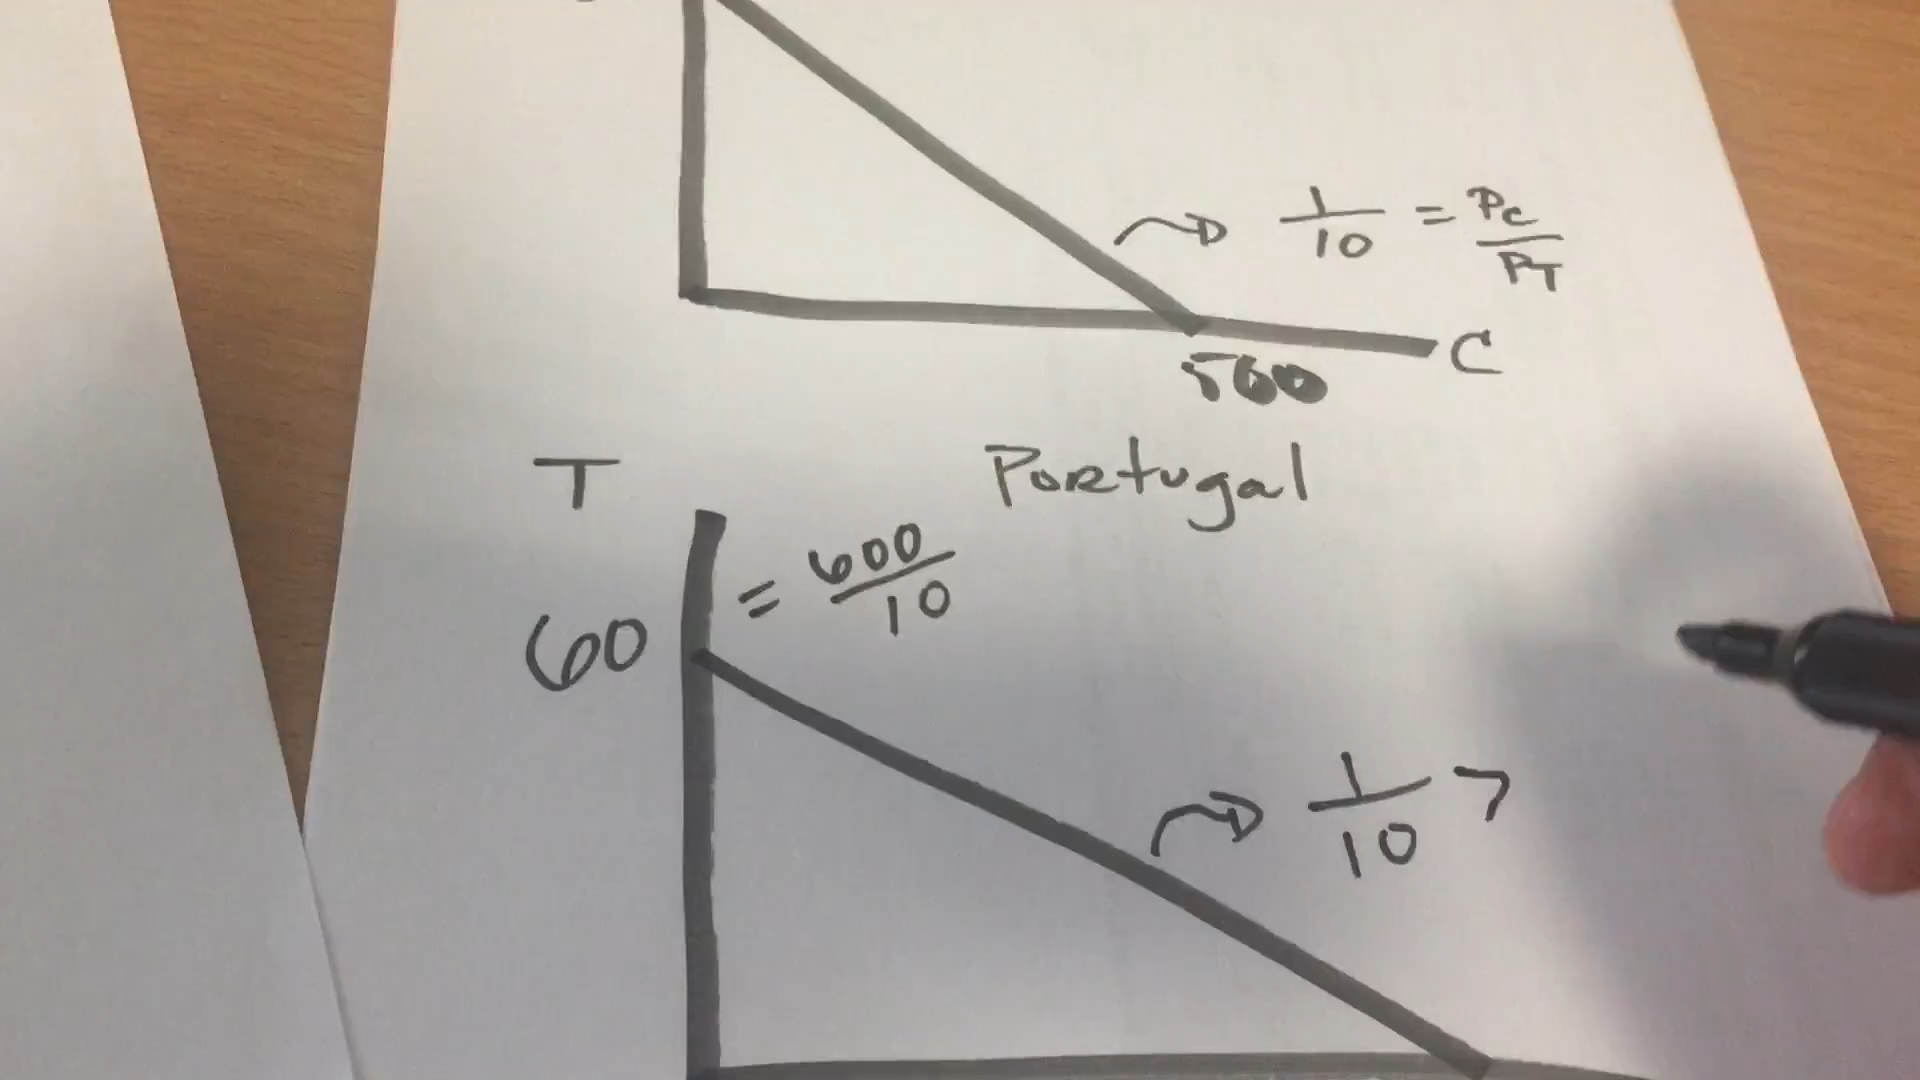 1/10 = Pc/PT
C
500
T
Portugal
= 600/10
60
1/10 >